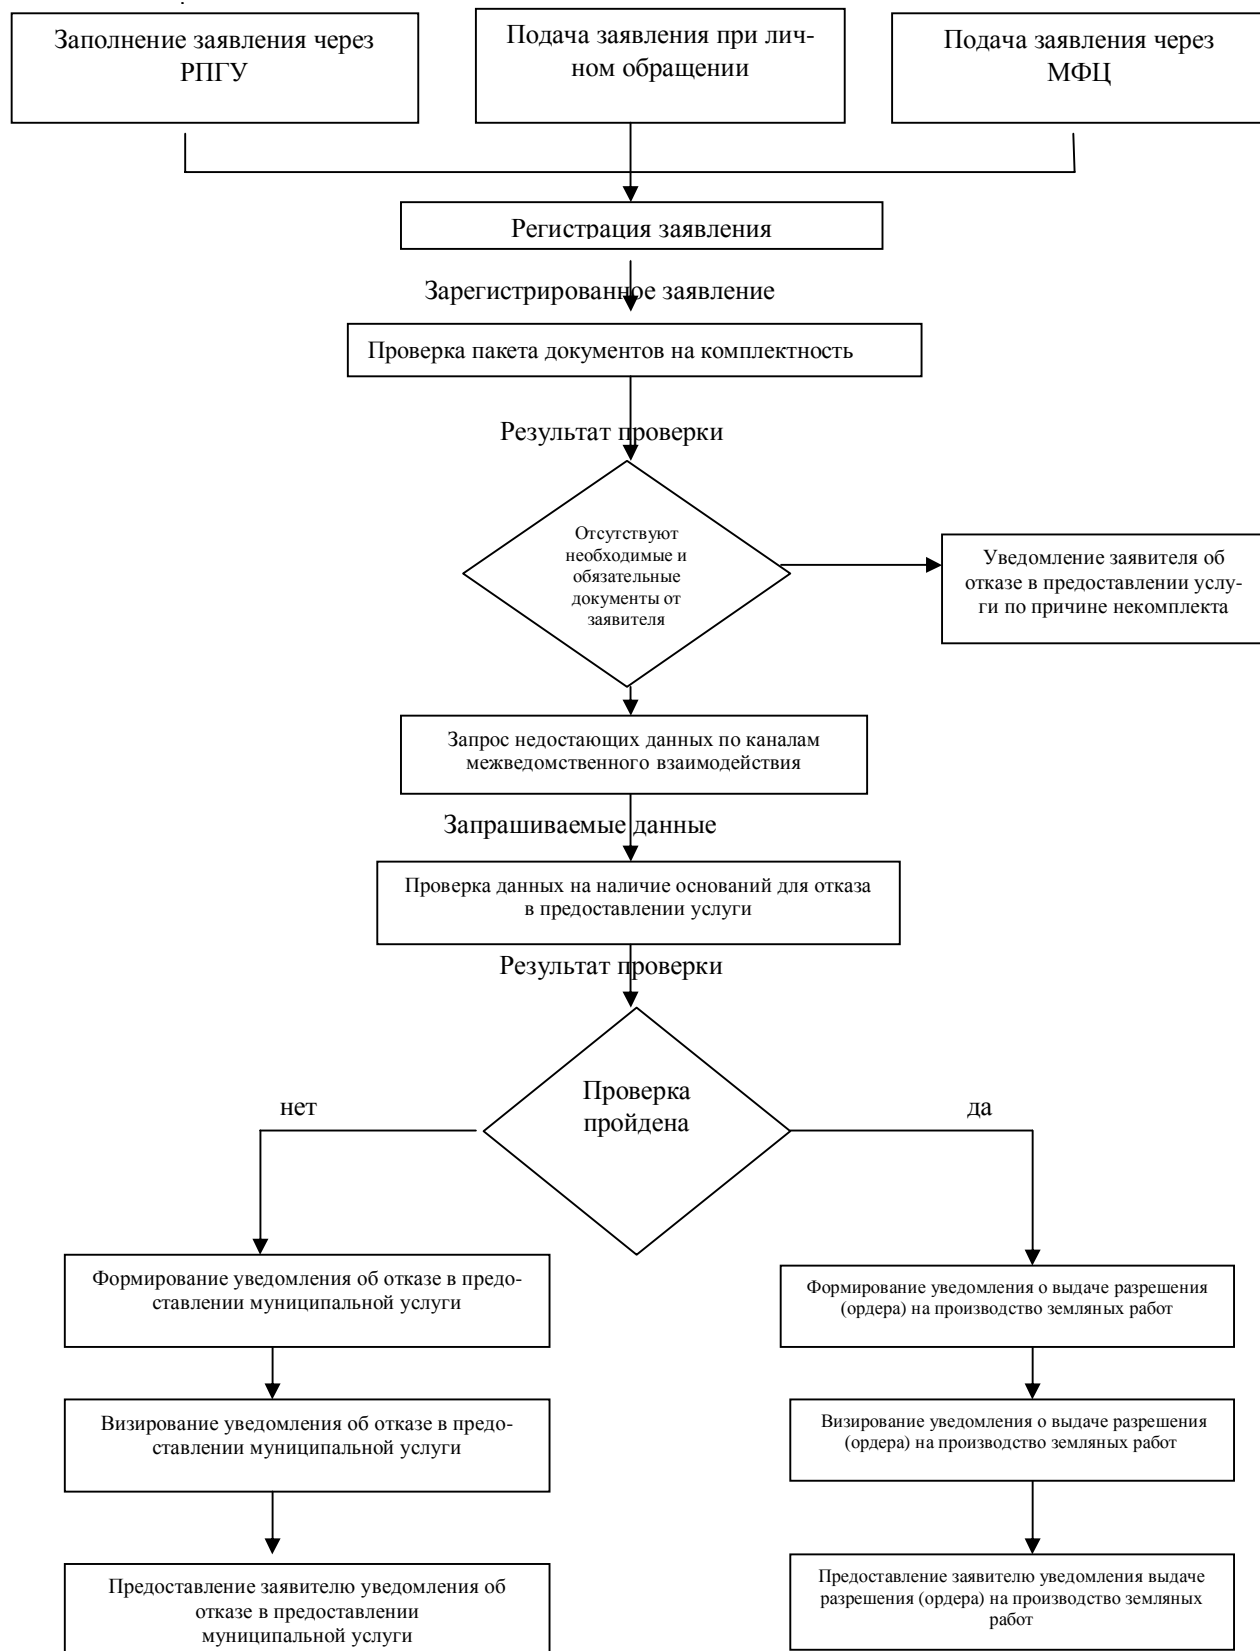 Заполнение заявления через
РПГУ
Подача заявления при лич-
ном обращении
Подача заявления через
МФЦ
Регистрация заявления
Зарегистрированное заявление
Проверка пакета документов на комплектность
Результат проверки
Отсутствуют
необходимые и
обязательные
документы от
заявителя
Уведомление заявителя об
отказе в предоставлении услу-
ги по причине некомплекта
Запрос недостающих данных по каналам
межведомственного взаимодействия
Запрашиваемые данные
Проверка данных на наличие оснований для отказа
в предоставлении услуги
Результат проверки
Проверка
пройдена
нет
да
Формирование уведомления об отказе в предо-
ставлении муниципальной услуги
Формирование уведомления о выдаче разрешения
(ордера) на производство земляных работ
Визирование уведомления об отказе в предо-
ставлении муниципальной услуги
Визирование уведомления о выдаче разрешения
(ордера) на производство земляных работ
Предоставление заявителю уведомления об
отказе в предоставлении
муниципальной услуги
Предоставление заявителю уведомления выдаче
разрешения (ордера) на производство земляных
работ